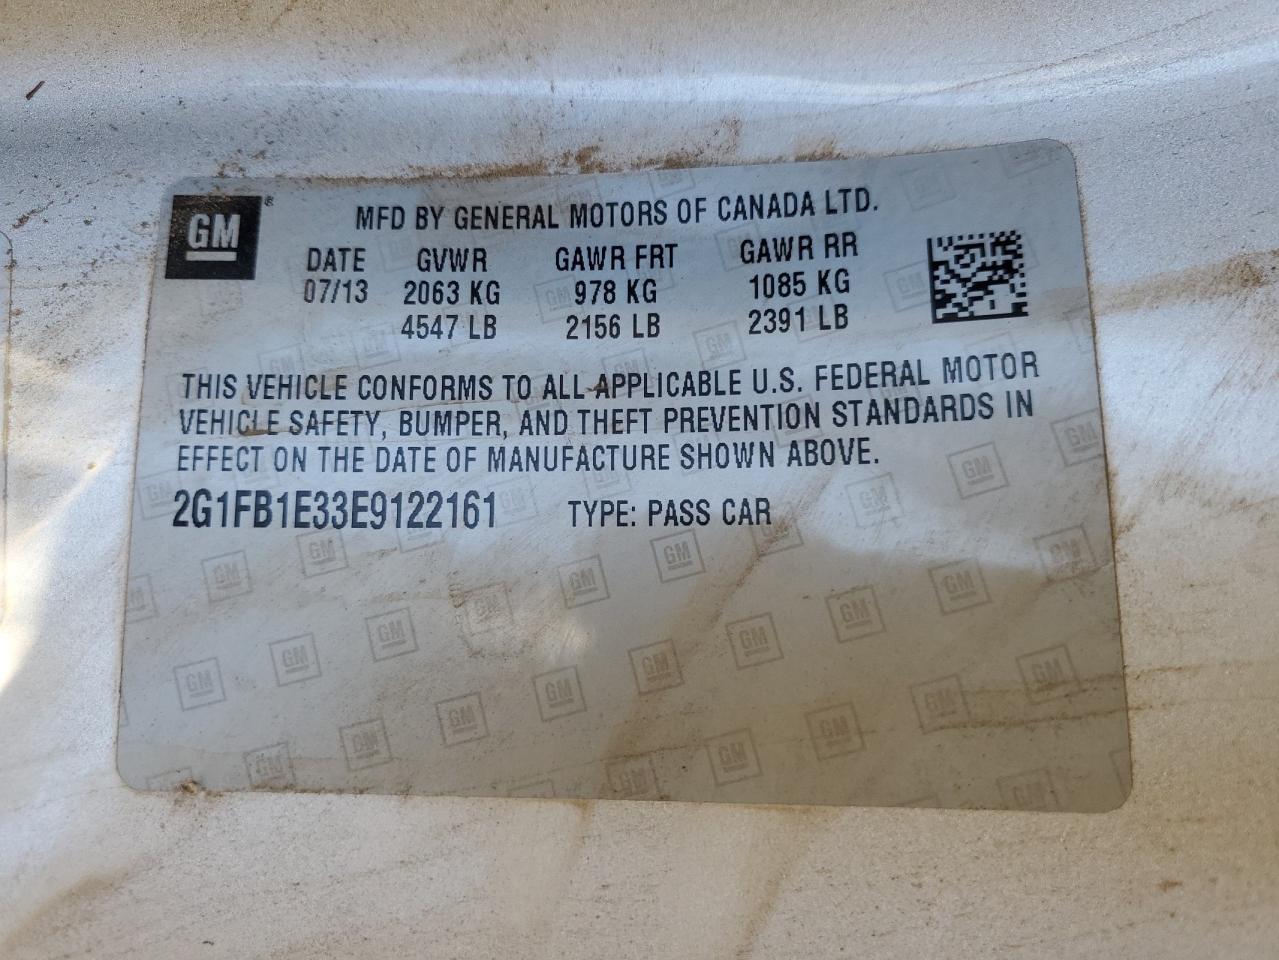 GM ®
MFD BY GENERAL MOTORS OF CANADA LTD.
DATE GVWR GAWR FRT GAWR RR
07/13 2063 KG 978 KG 1085 KG
4547 LB 2156 LB 2391 LB
THIS VEHICLE CONFORMS TO ALL APPLICABLE U.S. FEDERAL MOTOR
VEHICLE SAFETY, BUMPER, AND THEFT PREVENTION STANDARDS IN
EFFECT ON THE DATE OF MANUFACTURE SHOWN ABOVE.
2G1FB1E33E9122161 TYPE: PASS CAR